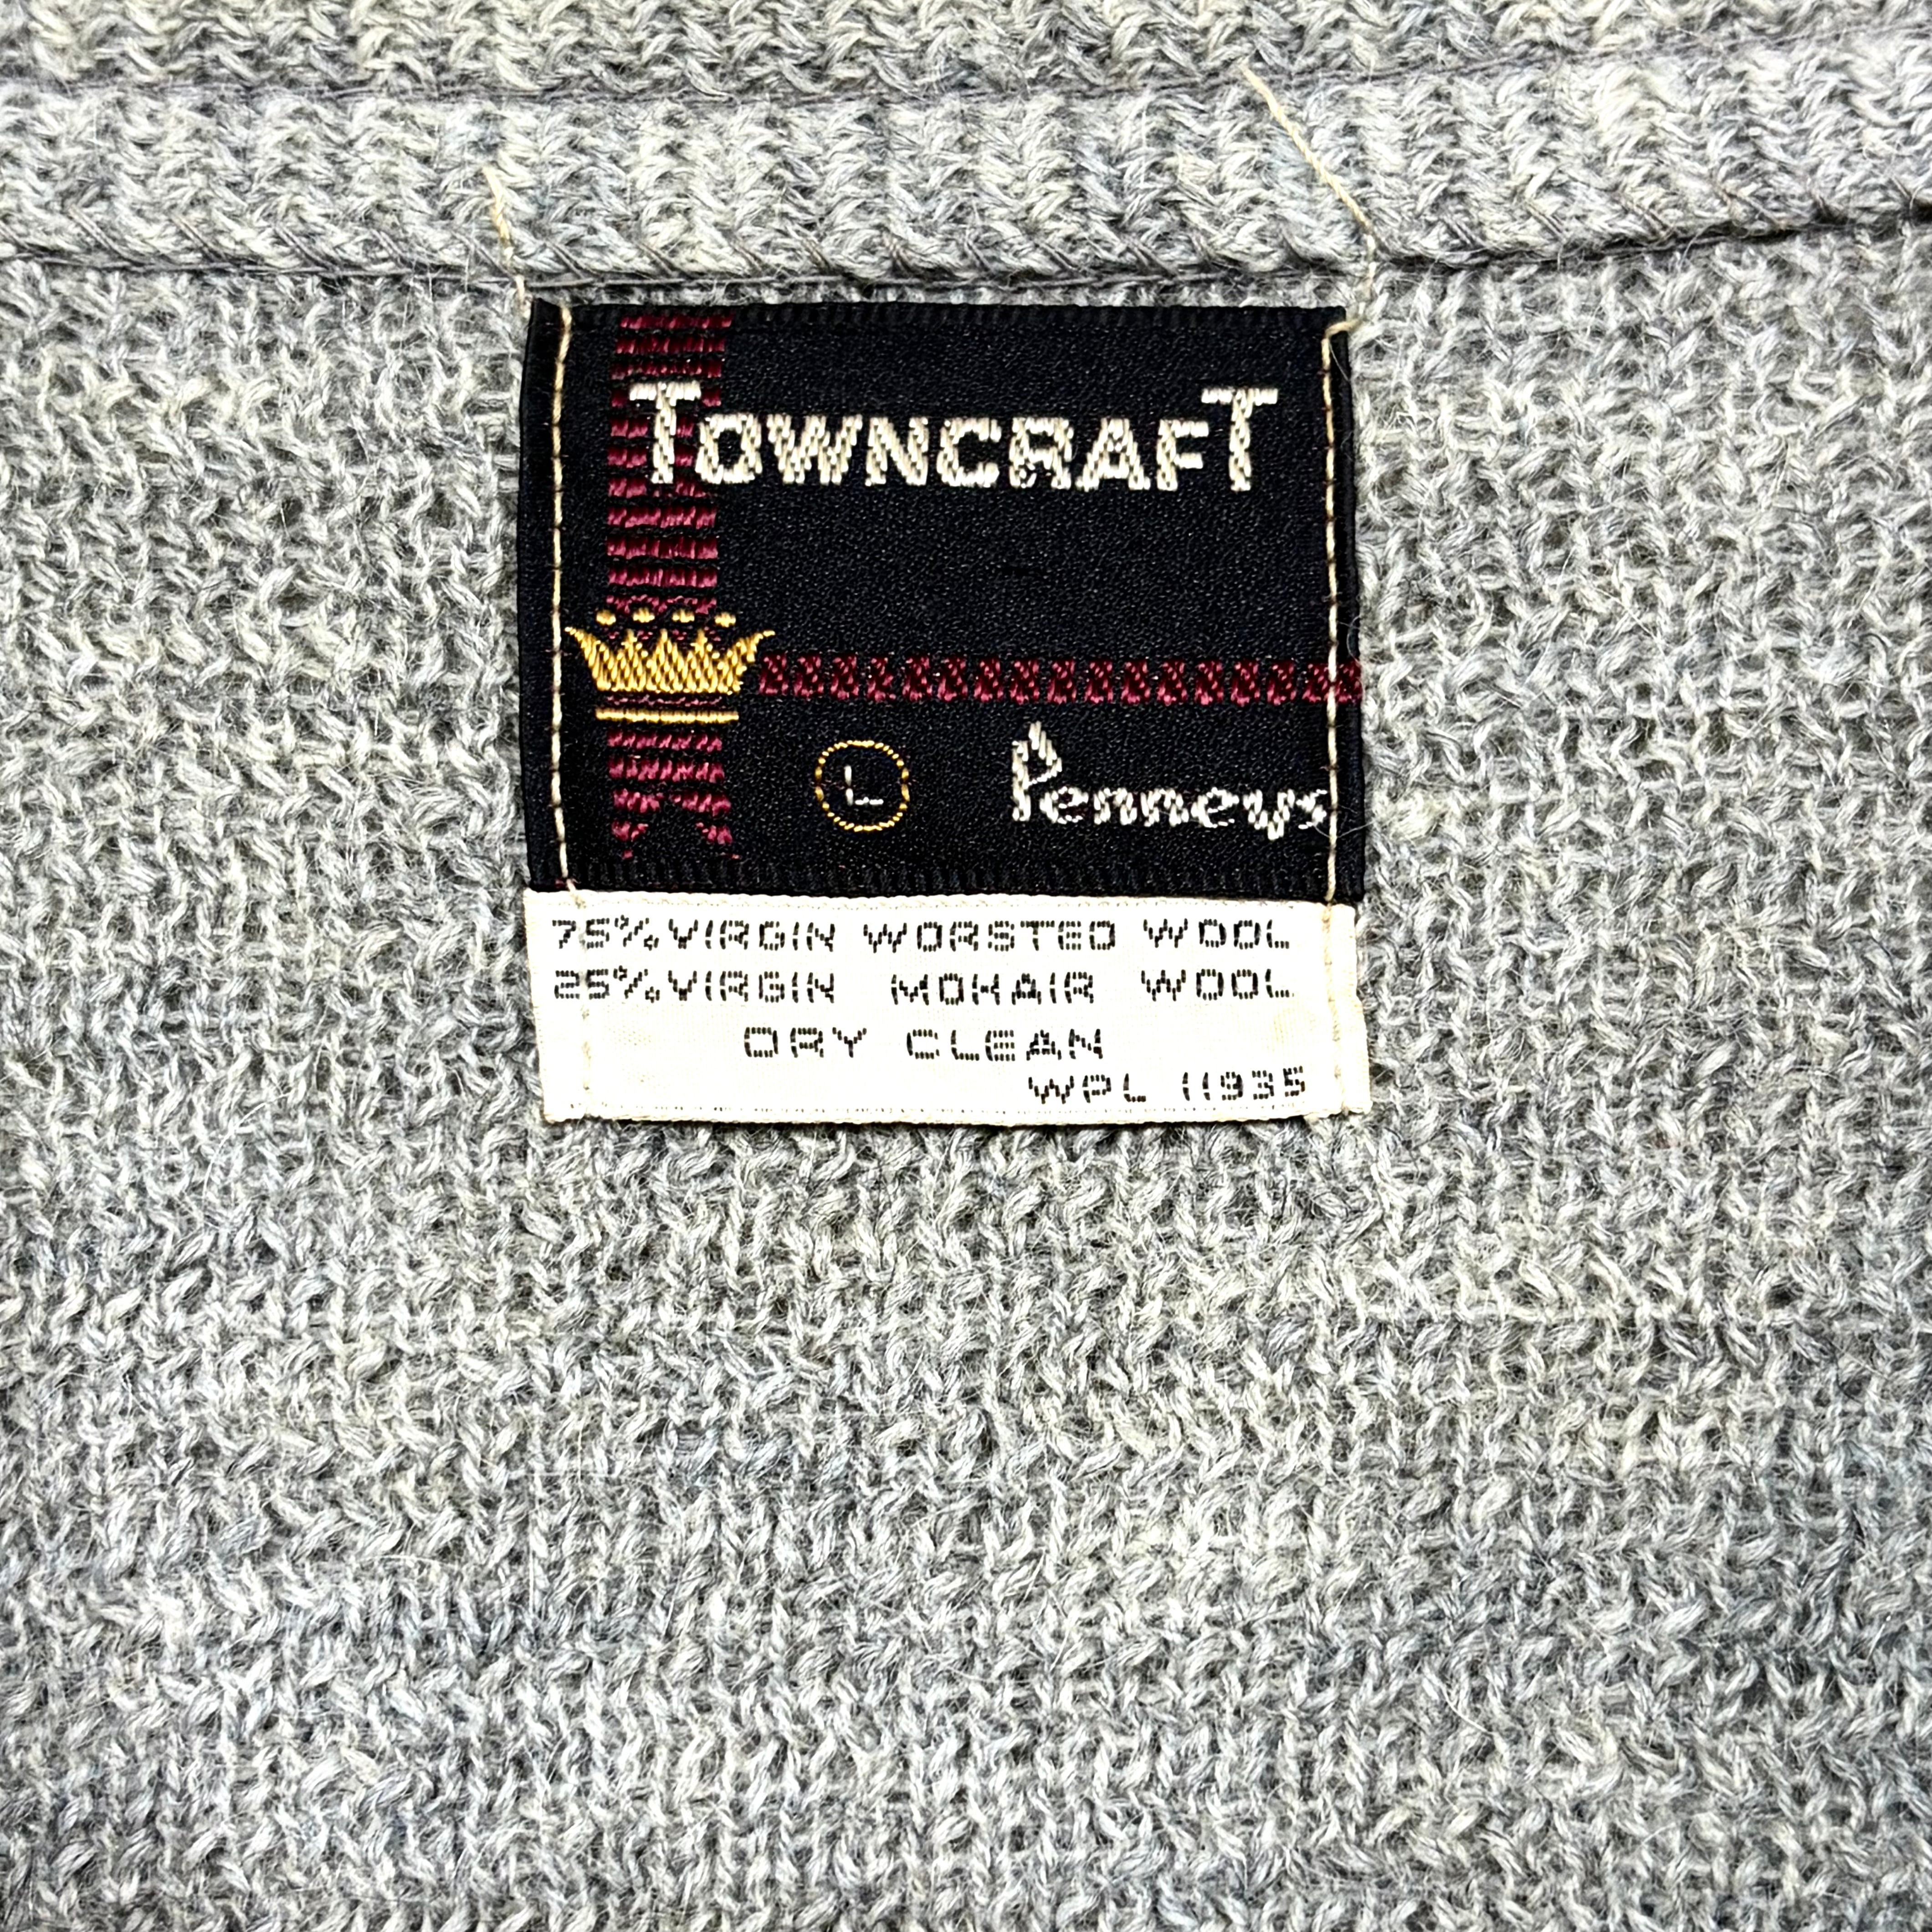 TOWNCRAFT
L
Penneys
75% VIRGIN WORSTED WOOL
25% VIRGIN MOHAIR WOOL
DRY CLEAN
WPL 11935